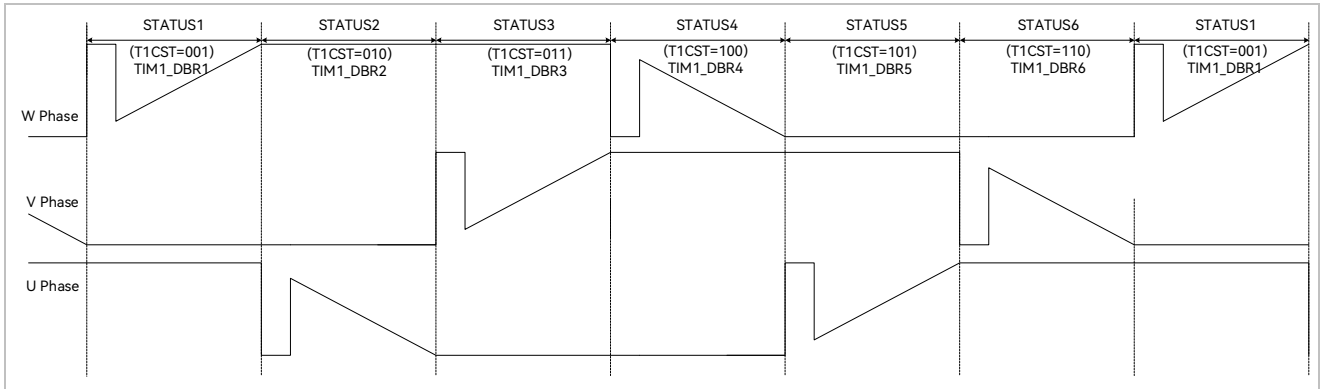 STATUS1 STATUS2 STATUS3 STATUS4 STATUS5 STATUS6 STATUS1
(T1CST=001) (T1CST=010) (T1CST=011) (T1CST=100) (T1CST=101) (T1CST=110) (T1CST=001)
TIM1_DBR1 TIM1_DBR2 TIM1_DBR3 TIM1_DBR4 TIM1_DBR5 TIM1_DBR6 TIM1_DBR1
W Phase
V Phase
U Phase